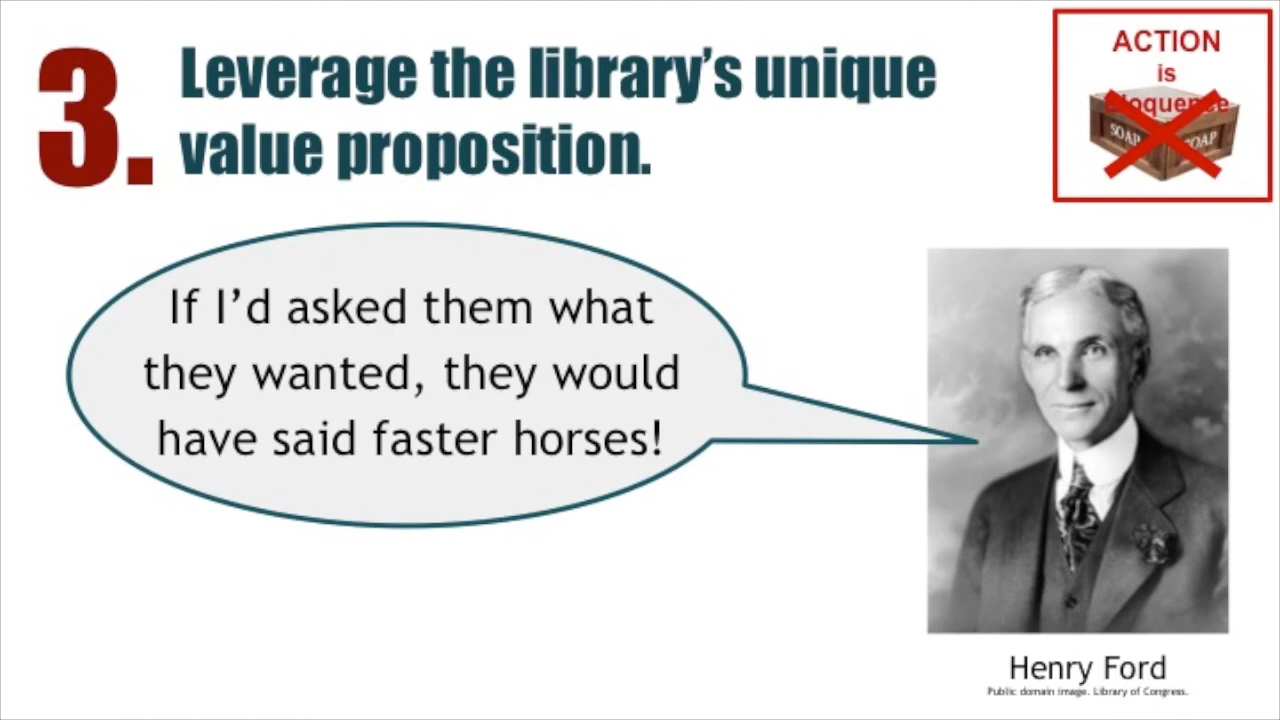 3.
Leverage the library’s unique
value proposition.
ACTION
is
eloquence
SOAP
SOAP
If I’d asked them what
they wanted, they would
have said faster horses!
Henry Ford
Public domain image. Library of Congress.